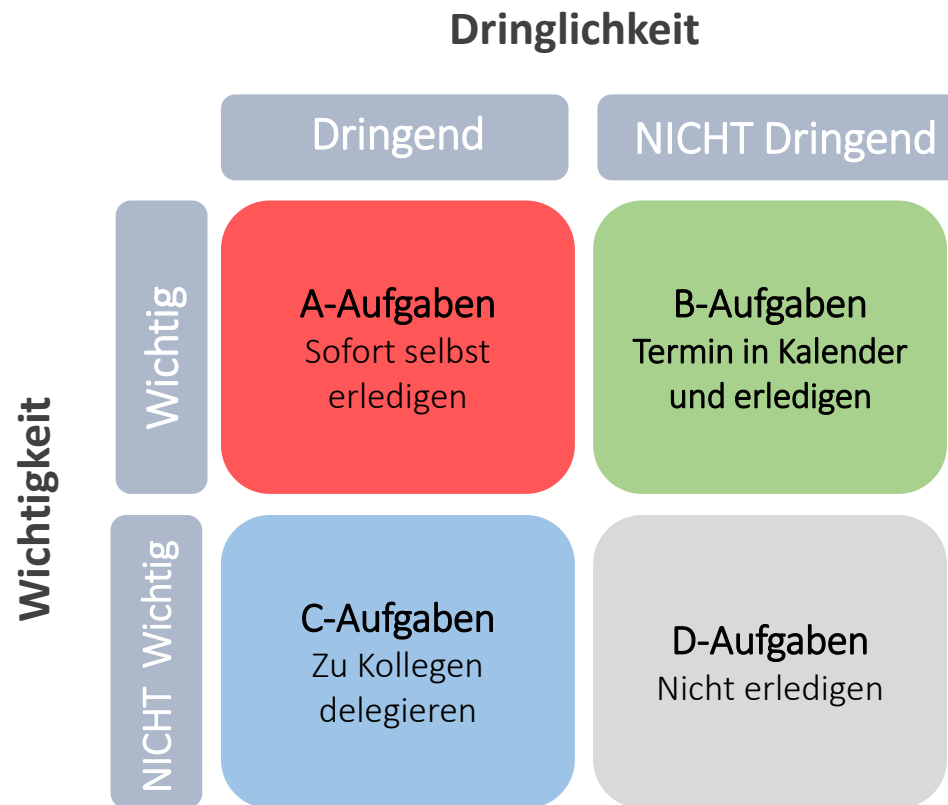 Dringlichkeit
Dringend
NICHT Dringend
Wichtigkeit
Wichtig
A-Aufgaben
Sofort selbst
erledigen
B-Aufgaben
Termin in Kalender
und erledigen
NICHT Wichtig
C-Aufgaben
Zu Kollegen
delegieren
D-Aufgaben
Nicht erledigen